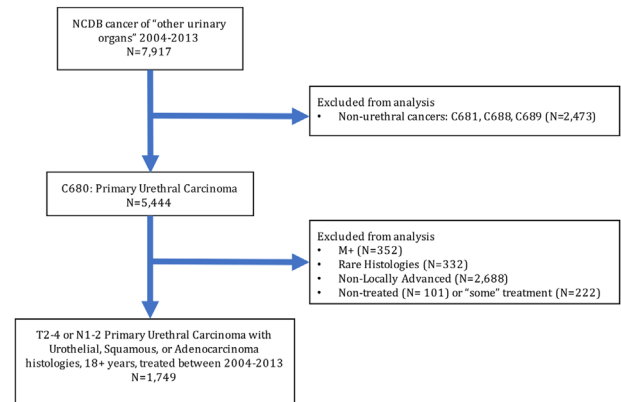 NCDB cancer of “other urinary
organs” 2004-2013
N=7,917
Excluded from analysis
• Non-urethral cancers: C681, C688, C689 (N=2,473)
C680: Primary Urethral Carcinoma
N=5,444
Excluded from analysis
• M+ (N=352)
• Rare Histologies (N=332)
• Non-Locally Advanced (N=2,688)
• Non-treated (N= 101) or “some” treatment (N=222)
T2-4 or N1-2 Primary Urethral Carcinoma with
Urothelial, Squamous, or Adenocarcinoma
histologies, 18+ years, treated between 2004-2013
N=1,749